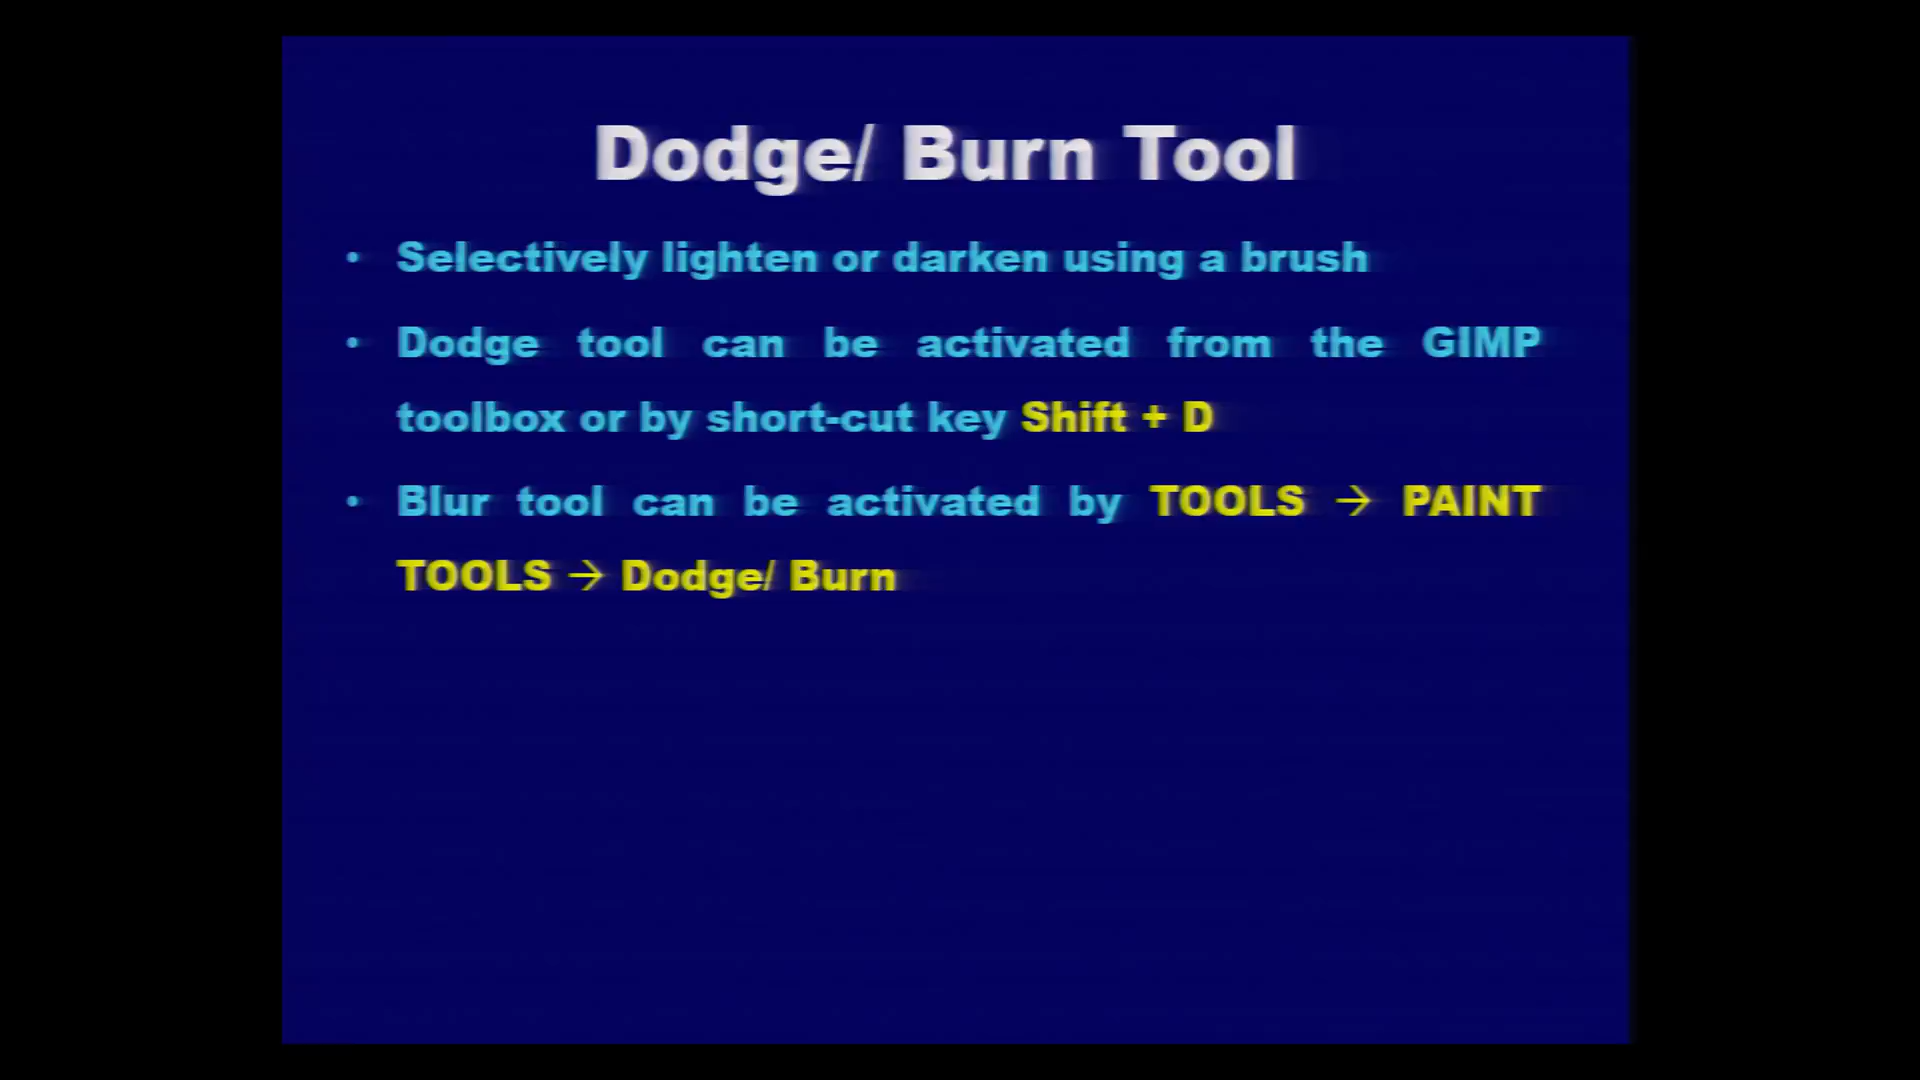 Dodge/ Burn Tool
• Selectively lighten or darken using a brush
• Dodge tool can be activated from the GIMP
toolbox or by short-cut key Shift + D
• Blur tool can be activated by TOOLS → PAINT
TOOLS → Dodge/ Burn